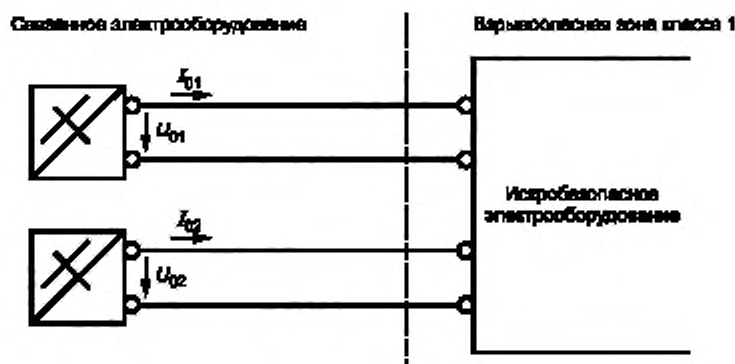 Связанное электрооборудование
Взрывоопасная зона класса 1
I01
U01
Искробезопасное
электрооборудование
I02
U02